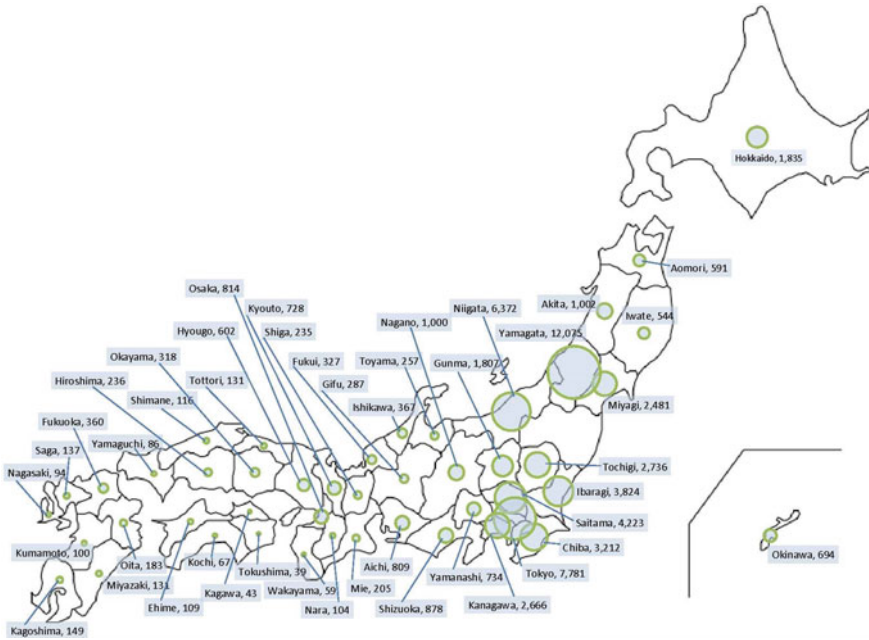 Hokkaido, 1,835
Aomori, 591
Osaka, 814
Kyouto, 728
Niigata, 6,372
Akita, 1,002
Iwate, 544
Hyougo, 602
Shiga, 235
Nagano, 1,000
Yamagata, 12,075
Okayama, 318
Fukui, 327
Toyama, 257
Gunma, 1,807
Hiroshima, 236
Tottori, 131
Gifu, 287
Shimane, 116
Ishikawa, 367
Miyagi, 2,481
Fukuoka, 360
Yamaguchi, 86
Saga, 137
Nagasaki, 94
Tochigi, 2,736
Ibaragi, 3,824
Saitama, 4,223
Chiba, 3,212
Okinawa, 694
Kumamoto, 100
Oita, 183
Kochi, 67
Tokushima, 39
Aichi, 809
Yamanashi, 734
Tokyo, 7,781
Miyazaki, 131
Kagawa, 43
Wakayama, 59
Mie, 205
Kanagawa, 2,666
Ehime, 109
Nara, 104
Shizuoka, 878
Kagoshima, 149